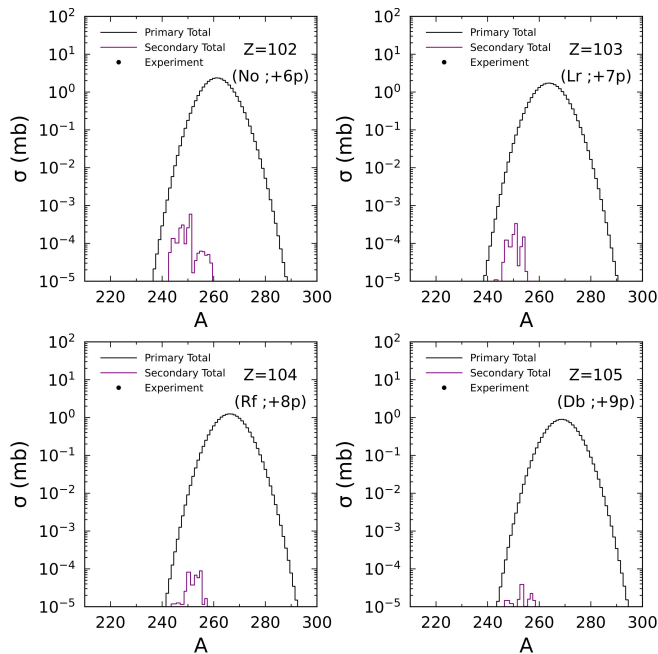 10²
10¹
10⁰
10⁻¹
10⁻²
10⁻³
10⁻⁴
10⁻⁵
σ (mb)
Primary Total
Secondary Total
Experiment
Z=102
(No ;+6p)
220 240 260 280 300
A
10²
10¹
10⁰
10⁻¹
10⁻²
10⁻³
10⁻⁴
10⁻⁵
σ (mb)
Primary Total
Secondary Total
Experiment
Z=103
(Lr ;+7p)
220 240 260 280 300
A
10²
10¹
10⁰
10⁻¹
10⁻²
10⁻³
10⁻⁴
10⁻⁵
σ (mb)
Primary Total
Secondary Total
Experiment
Z=104
(Rf ;+8p)
220 240 260 280 300
A
10²
10¹
10⁰
10⁻¹
10⁻²
10⁻³
10⁻⁴
10⁻⁵
σ (mb)
Primary Total
Secondary Total
Experiment
Z=105
(Db ;+9p)
220 240 260 280 300
A